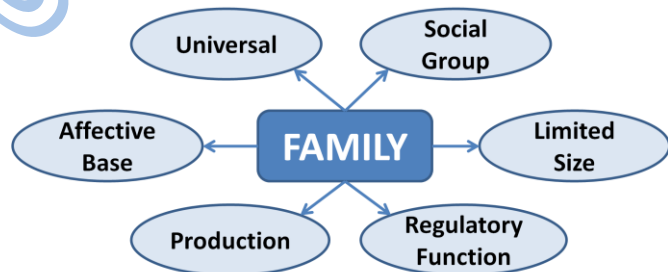 Universal
Social
Group
Affective
Base
FAMILY
Limited
Size
Production
Regulatory
Function